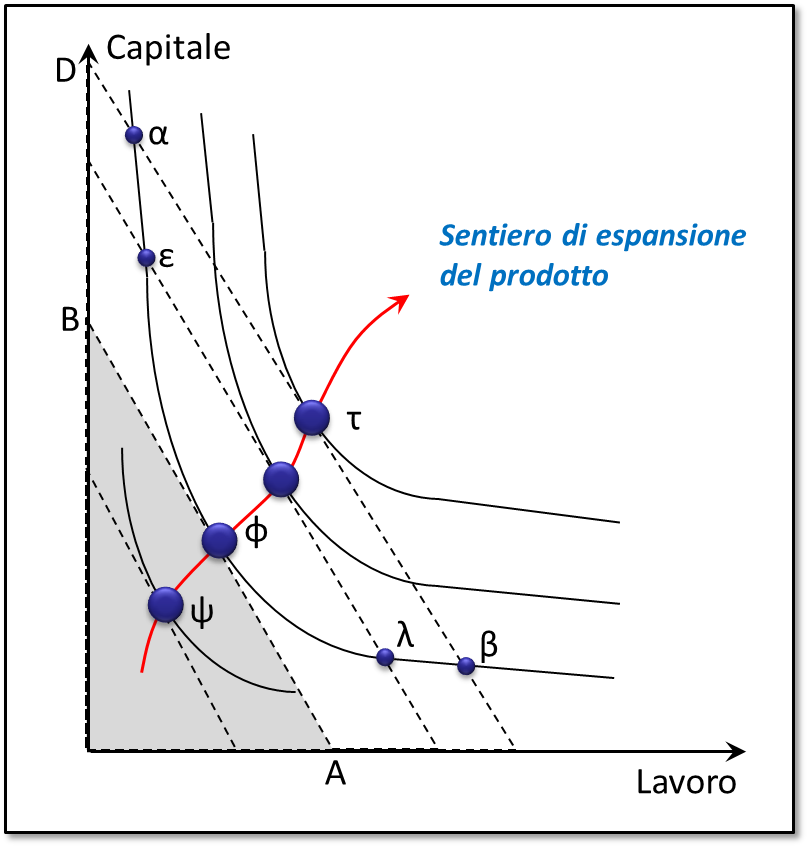 Capitale
D
α
ε
Sentiero di espansione
del prodotto
B
τ
ϕ
ψ
λ
β
A
Lavoro